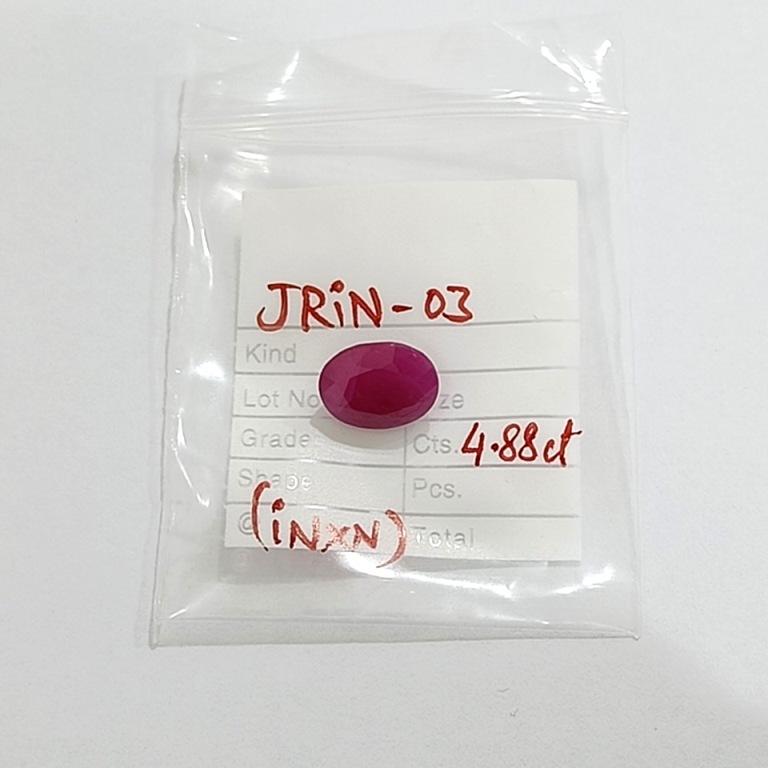 JRiN-03
Kind
Lot No ze
Grade Cts. 4.88ct
Shape Pcs.
@ (iNxN) Total